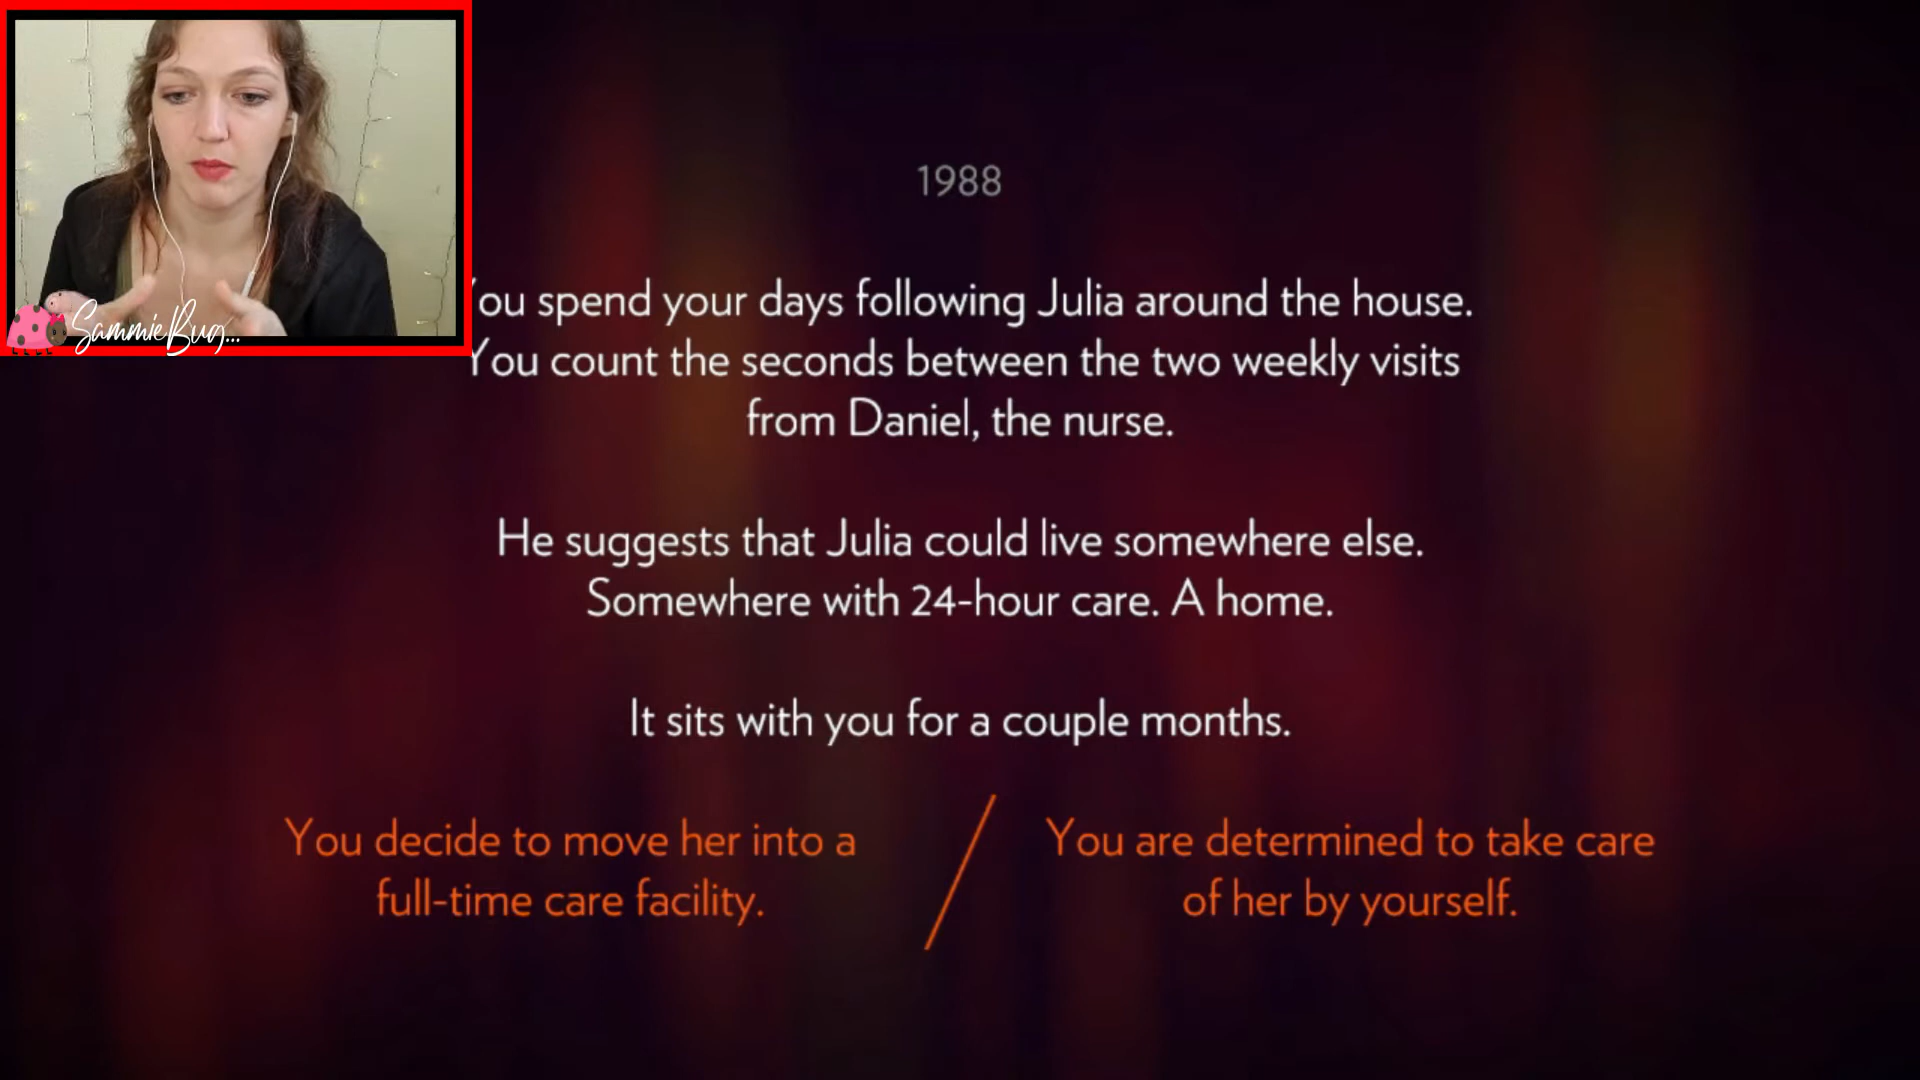 1988
You spend your days following Julia around the house.
You count the seconds between the two weekly visits
from Daniel, the nurse.
He suggests that Julia could live somewhere else.
Somewhere with 24-hour care. A home.
It sits with you for a couple months.
You decide to move her into a
full-time care facility.
You are determined to take care
of her by yourself.
SammieBug...